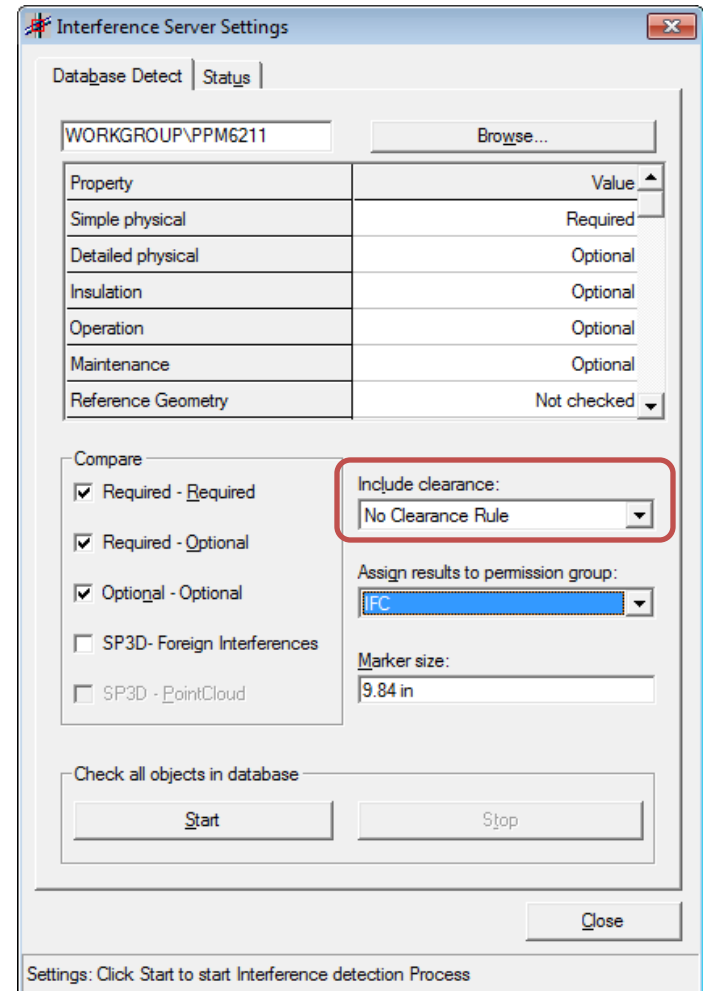 Interference Server Settings
Database Detect
Status
WORKGROUP\PPM6211
Browse...
Property Value
Simple physical Required
Detailed physical Optional
Insulation Optional
Operation Optional
Maintenance Optional
Reference Geometry Not checked
Compare
Required - Required
Required - Optional
Optional - Optional
SP3D- Foreign Interferences
SP3D - PointCloud
Include clearance:
No Clearance Rule
Assign results to permission group:
IFC
Marker size:
9.84 in
Check all objects in database
Start
Stop
Close
Settings: Click Start to start Interference detection Process